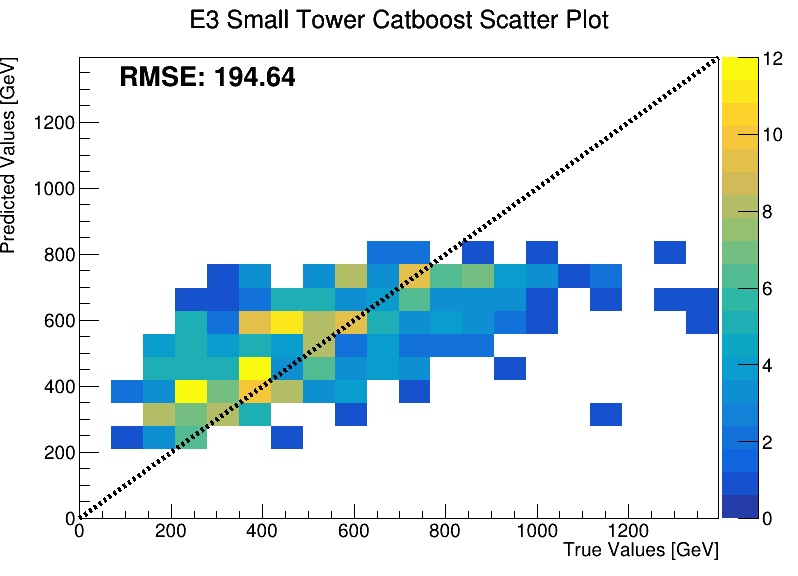 E3 Small Tower Catboost Scatter Plot
RMSE: 194.64
Predicted Values [GeV]
1200
1000
800
600
400
200
0
0 200 400 600 800 1000 1200
True Values [GeV]
12
10
8
6
4
2
0